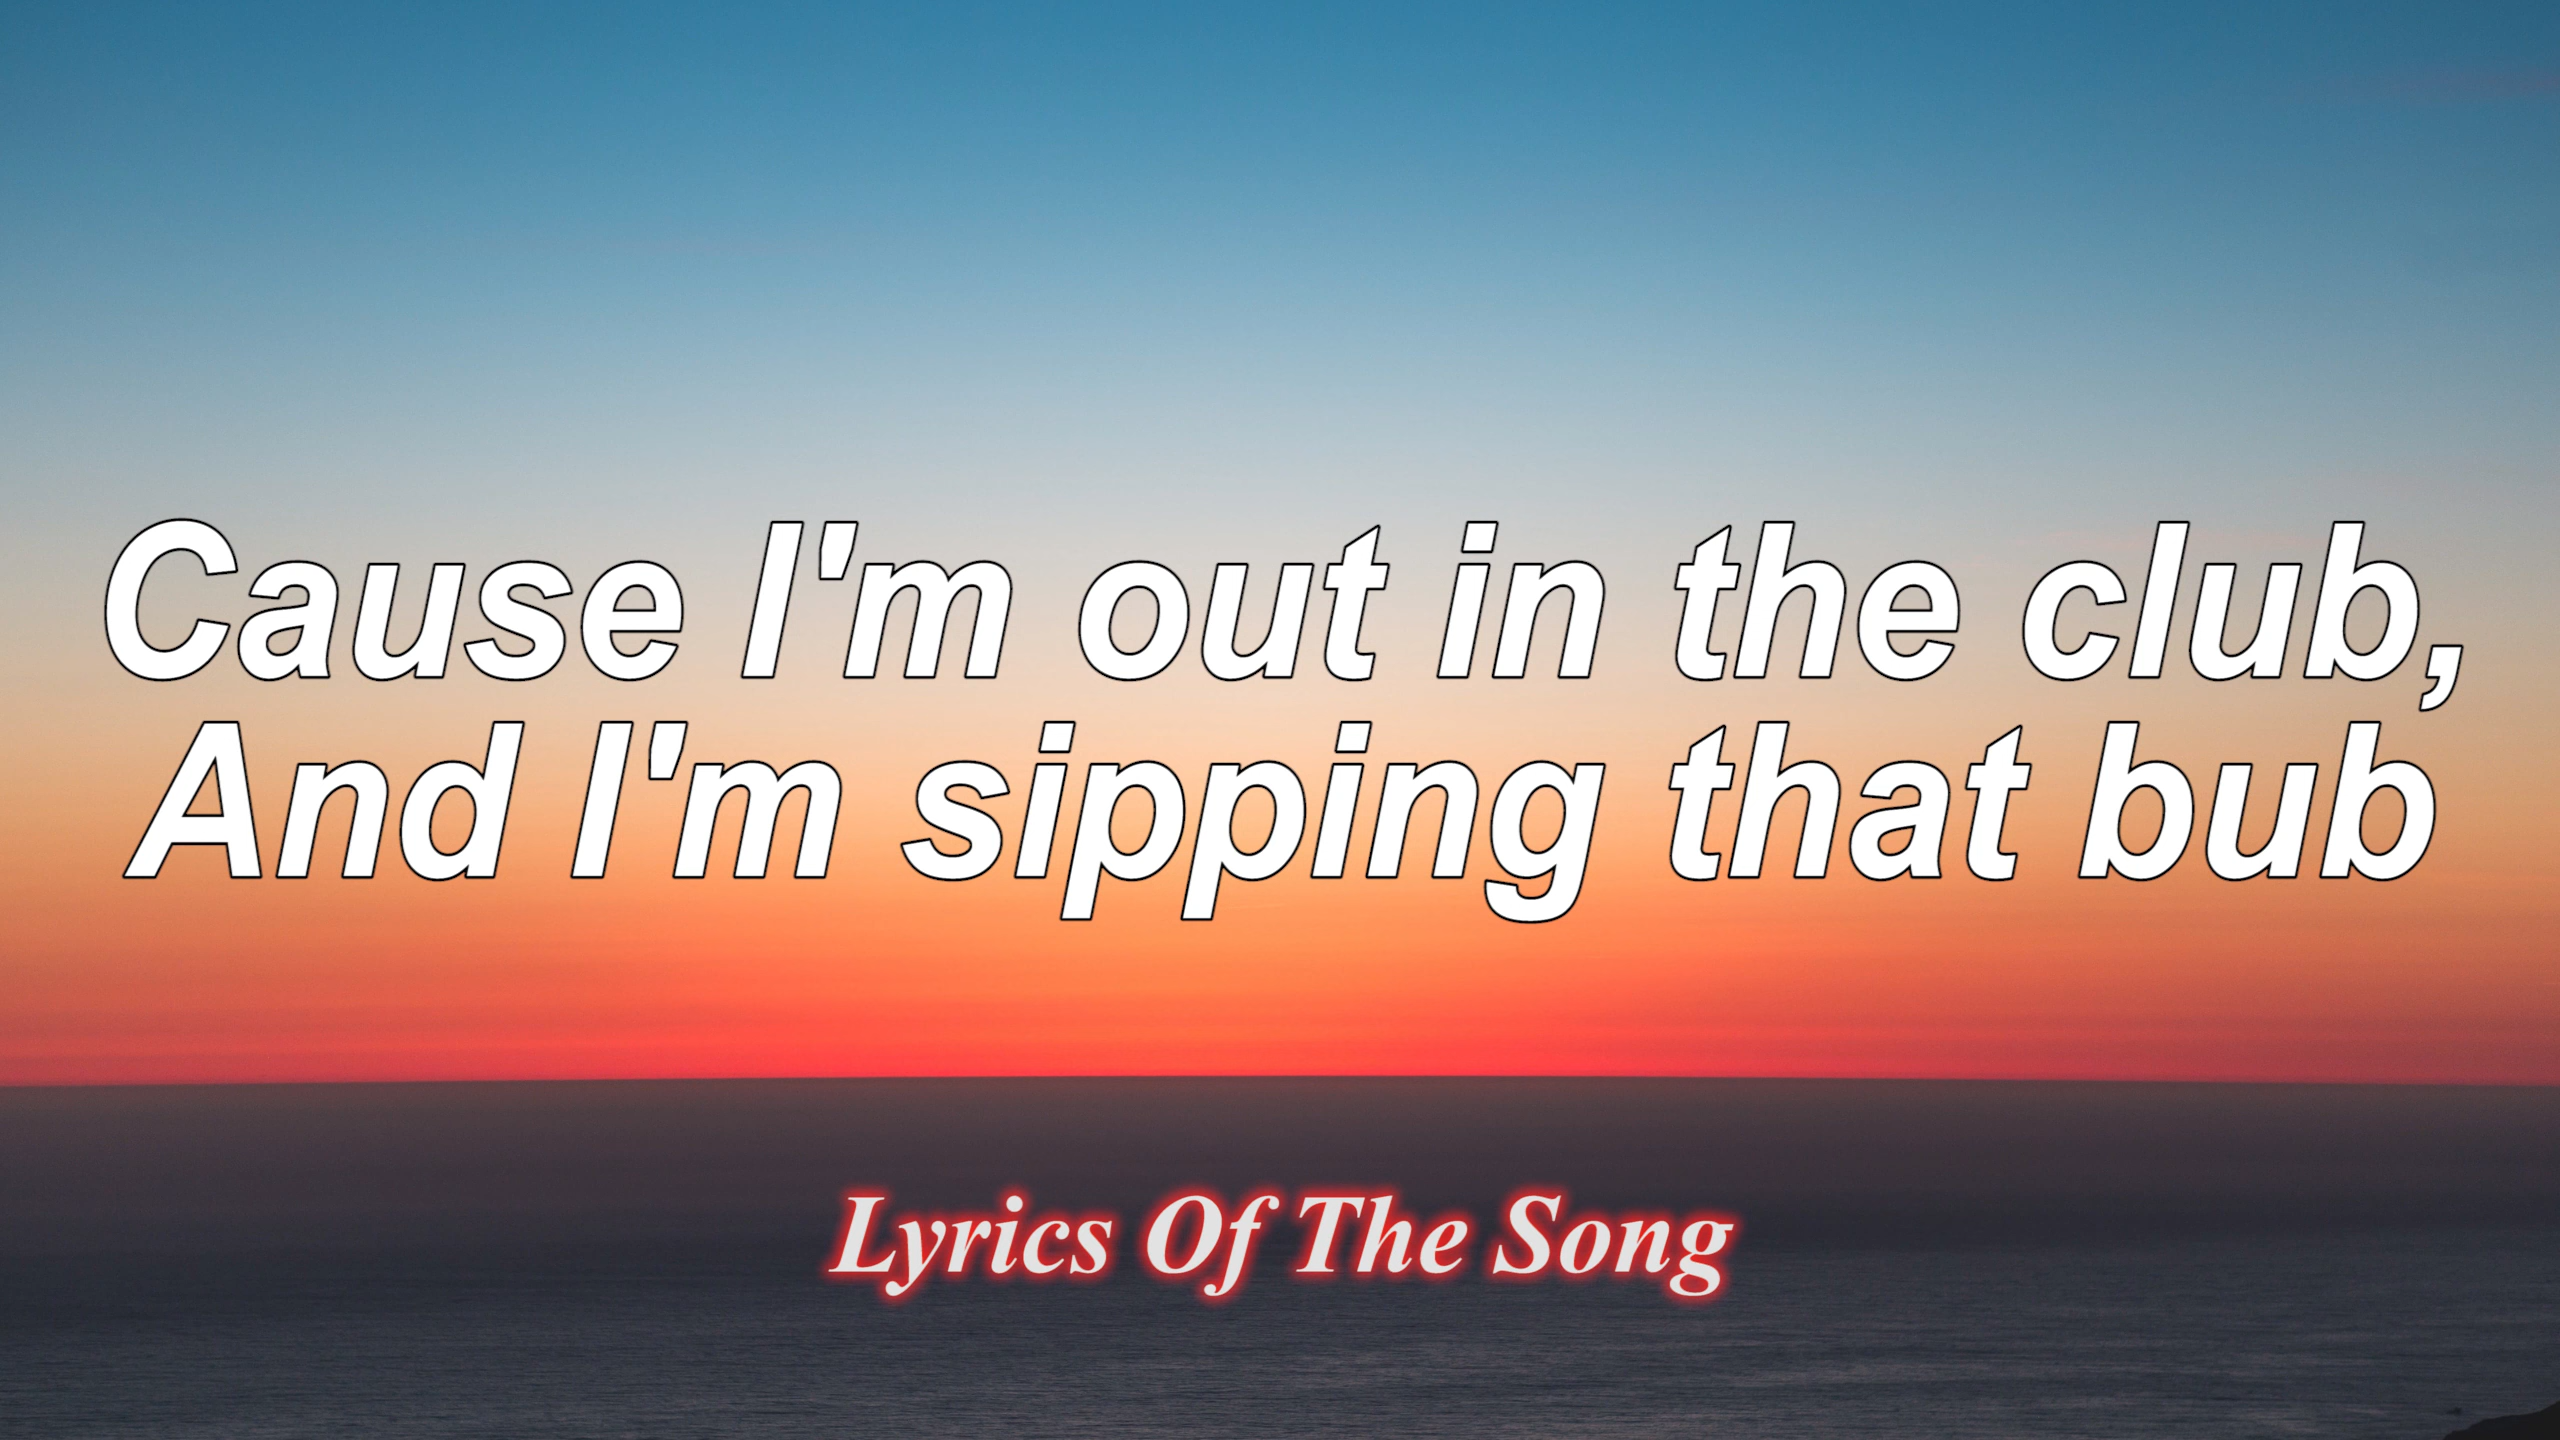 Cause I'm out in the club,
And I'm sipping that bub
Lyrics Of The Song